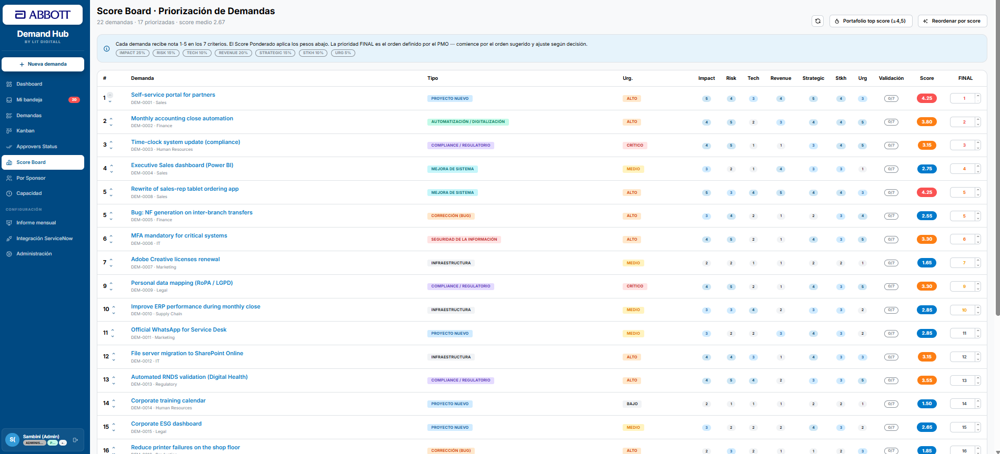 ABBOTT
Demand Hub
BY LIT DIGITALL
Nueva demanda
Dashboard
Mi bandeja 20
Demandas
Kanban
Approvers Status
Score Board
Por Sponsor
Capacidad
CONFIGURACIÓN
Informe mensual
Integración ServiceNow
Administración
S( Sambini (Admin)
ADMINIS... P... +.
Score Board · Priorización de Demandas
22 demandas · 17 priorizadas · score medio 2.67
Portafolio top score (≥4,5) Reordenar por score
Cada demanda recibe nota 1-5 en los 7 criterios. El Score Ponderado aplica los pesos abajo. La prioridad FINAL es el orden definido por el PMO — comience por el orden sugerido y ajuste según decisión.
IMPACT 25% RISK 15% TECH 10% REVENUE 20% STRATEGIC 15% STKH 10% URG 5%
# Demanda Tipo Urg. Impact Risk Tech Revenue Strategic Stkh Urg Validación Score FINAL
1 Self-service portal for partners PROYECTO NUEVO ALTO 5 4 3 4 5 4 3 0/7 4.25 1
DEM-0001 · Sales
2 Monthly accounting close automation AUTOMATIZACIÓN / DIGITALIZACIÓN ALTO 4 5 2 3 4 4 5 0/7 3.80 2
DEM-0002 · Finance
3 Time-clock system update (compliance) COMPLIANCE / REGULATORIO CRÍTICO 4 5 1 1 3 4 5 0/7 3.15 3
DEM-0003 · Human Resources
4 Executive Sales dashboard (Power BI) MEJORA DE SISTEMA MEDIO 3 2 1 4 3 3 1 0/7 2.75 4
DEM-0004 · Sales
5 Rewrite of sales-rep tablet ordering app MEJORA DE SISTEMA ALTO 5 3 4 5 4 4 3 0/7 4.25 5
DEM-0008 · Sales
5 Bug: NF generation on inter-branch transfers CORRECCIÓN (BUG) ALTO 3 4 2 1 2 3 4 0/7 2.55 5
DEM-0005 · Finance
6 MFA mandatory for critical systems SEGURIDAD DE LA INFORMACIÓN ALTO 4 5 2 1 4 3 5 0/7 3.30 6
DEM-0006 · IT
7 Adobe Creative licenses renewal INFRAESTRUCTURA MEDIO 2 2 1 1 2 2 1 0/7 1.65 7
DEM-0007 · Marketing
9 Personal data mapping (RoPA / LGPD) COMPLIANCE / REGULATORIO CRÍTICO 4 5 2 1 4 3 5 0/7 3.30 9
DEM-0009 · Legal
10 Improve ERP performance during monthly close INFRAESTRUCTURA MEDIO 3 3 4 2 3 3 2 0/7 2.85 10
DEM-0010 · Supply Chain
11 Official WhatsApp for Service Desk PROYECTO NUEVO MEDIO 3 2 2 3 4 3 2 0/7 2.85 11
DEM-0011 · Marketing
12 File server migration to SharePoint Online INFRAESTRUCTURA ALTO 4 4 3 1 4 3 3 0/7 3.15 12
DEM-0012 · IT
13 Automated RNDS validation (Digital Health) COMPLIANCE / REGULATORIO ALTO 4 5 4 2 3 3 5 0/7 3.55 13
DEM-0013 · Regulatory
14 Corporate training calendar PROYECTO NUEVO BAJO 2 1 1 1 2 2 1 0/7 1.50 14
DEM-0014 · Human Resources
15 Corporate ESG dashboard PROYECTO NUEVO MEDIO 3 2 2 2 4 3 2 0/7 2.65 15
DEM-0015 · Legal
16 Reduce printer failures on the shop floor CORRECCIÓN (BUG) ALTO 2 3 2 1 1 2 3 0/7 1.85 16